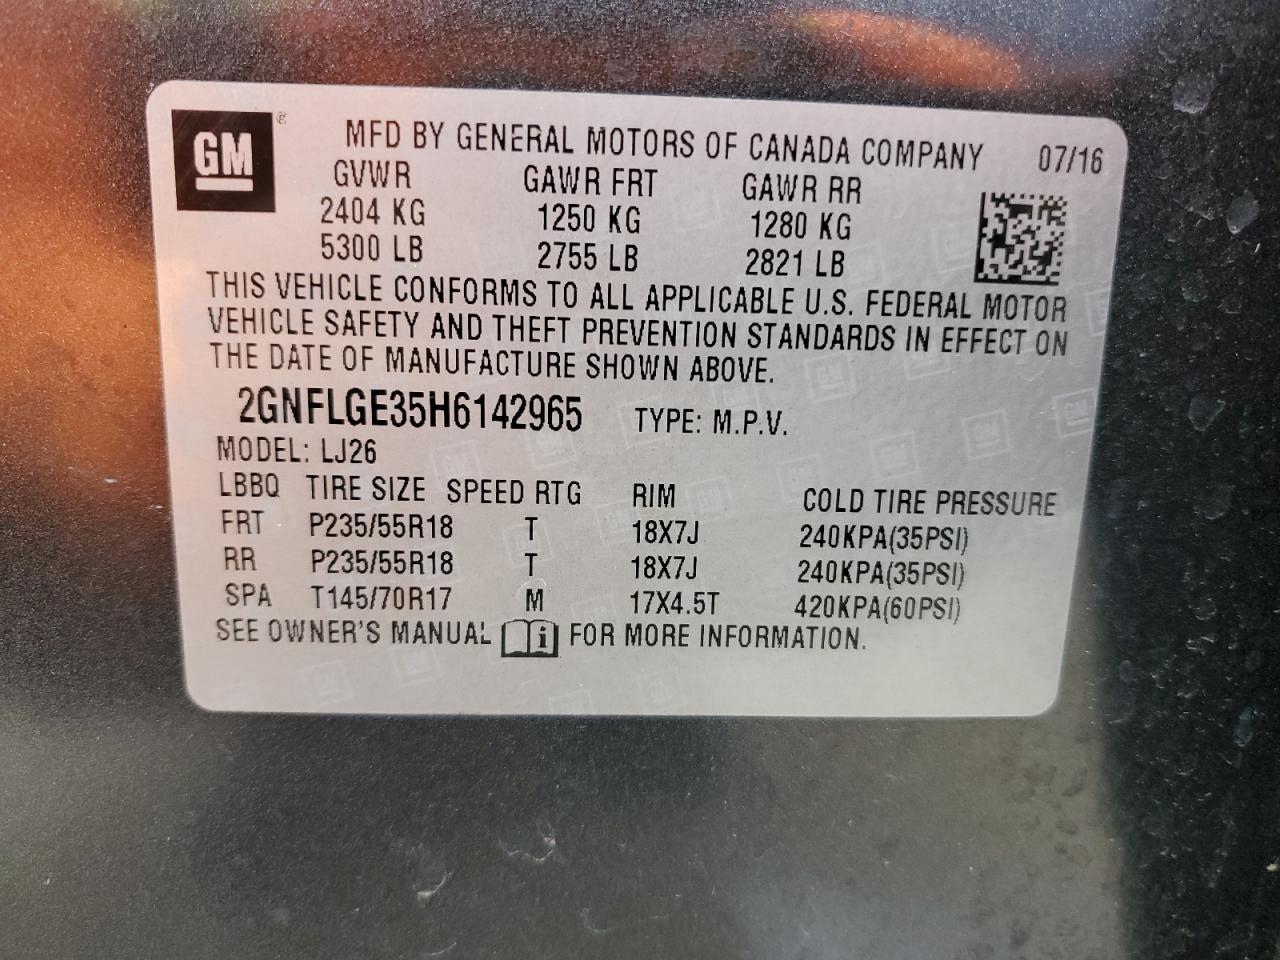 GM ®
MFD BY GENERAL MOTORS OF CANADA COMPANY 07/16
GVWR GAWR FRT GAWR RR
2404 KG 1250 KG 1280 KG
5300 LB 2755 LB 2821 LB
THIS VEHICLE CONFORMS TO ALL APPLICABLE U.S. FEDERAL MOTOR
VEHICLE SAFETY AND THEFT PREVENTION STANDARDS IN EFFECT ON
THE DATE OF MANUFACTURE SHOWN ABOVE.
2GNFLGE35H6142965 TYPE: M.P.V.
MODEL: LJ26
LBBQ TIRE SIZE SPEED RTG RIM COLD TIRE PRESSURE
FRT P235/55R18 T 18X7J 240KPA(35PSI)
RR P235/55R18 T 18X7J 240KPA(35PSI)
SPA T145/70R17 M 17X4.5T 420KPA(60PSI)
SEE OWNER'S MANUAL i FOR MORE INFORMATION.